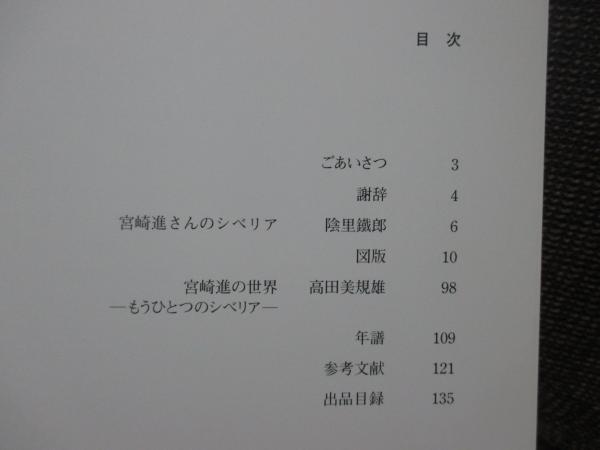 目次
ごあいさつ 3
謝辞 4
宮崎進さんのシベリア 陰里鐵郎 6
図版 10
宮崎進の世界 高田美規雄 98
―もうひとつのシベリア―
年譜 109
参考文献 121
出品目録 135